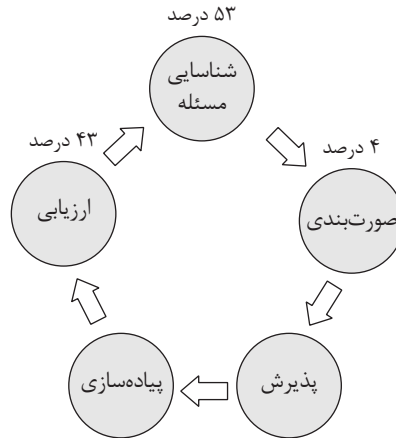 ۵۳ درصد
شناسایی
مسئله
۴ درصد
صورت‌بندی
پذیرش
پیاده‌سازی
۴۳ درصد
ارزیابی